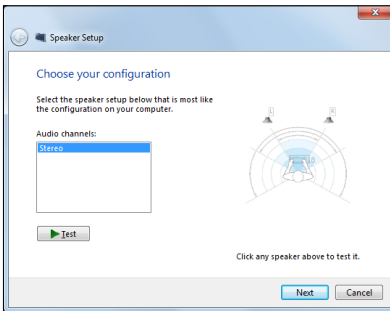 Speaker Setup
Choose your configuration
Select the speaker setup below that is most like
the configuration on your computer.
Audio channels:
Stereo
Test
L
R
Click any speaker above to test it.
Next
Cancel